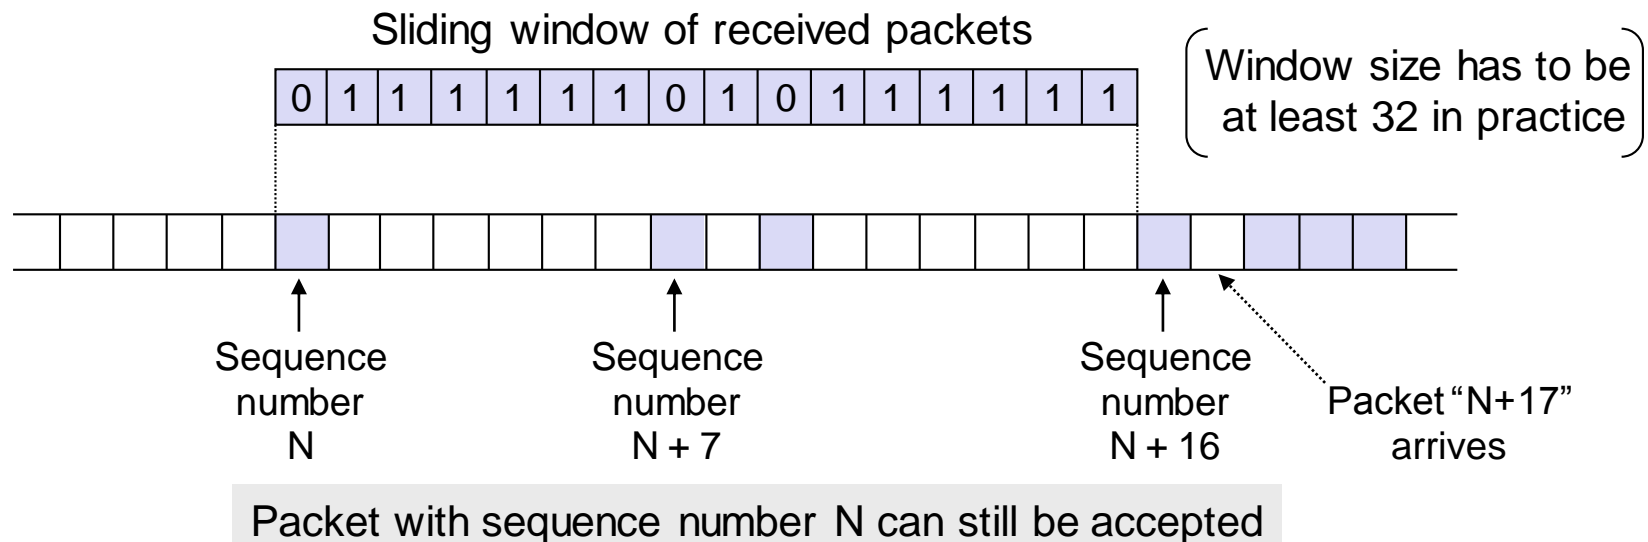 Sliding window of received packets
Window size has to be
at least 32 in practice
0 1 1 1 1 1 1 0 1 0 1 1 1 1 1 1
Sequence
number
N
Sequence
number
N + 7
Sequence
number
N + 16
Packet “N+17”
arrives
Packet with sequence number N can still be accepted